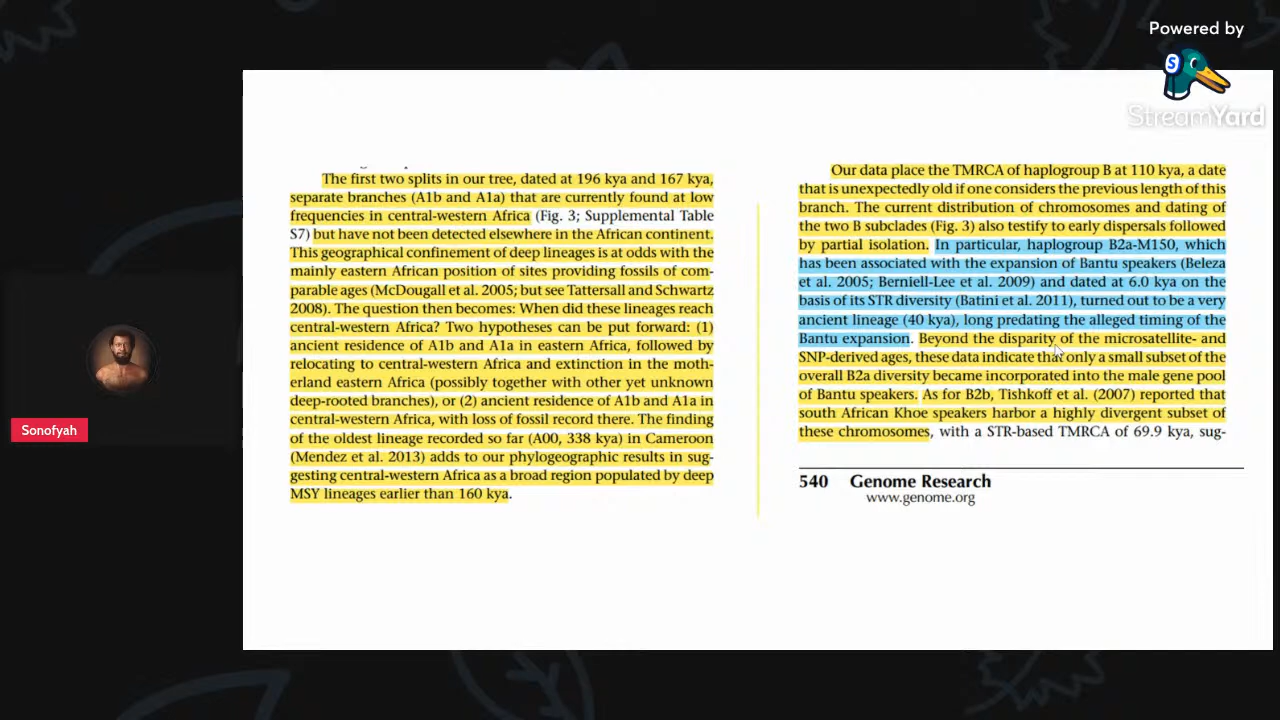 Powered by
S
StreamYard
The first two splits in our tree, dated at 196 kya and 167 kya,
separate branches (A1b and A1a) that are currently found at low
frequencies in central-western Africa (Fig. 3; Supplemental Table
S7) but have not been detected elsewhere in the African continent.
This geographical confinement of deep lineages is at odds with the
mainly eastern African position of sites providing fossils of com-
parable ages (McDougall et al. 2005; but see Tattersall and Schwartz
2008). The question then becomes: When did these lineages reach
central-western Africa? Two hypotheses can be put forward: (1)
ancient residence of A1b and A1a in eastern Africa, followed by
relocating to central-western Africa and extinction in the moth-
erland eastern Africa (possibly together with other yet unknown
deep-rooted branches), or (2) ancient residence of A1b and A1a in
central-western Africa, with loss of fossil record there. The finding
of the oldest lineage recorded so far (A00, 338 kya) in Cameroon
(Mendez et al. 2013) adds to our phylogeographic results in sug-
gesting central-western Africa as a broad region populated by deep
MSY lineages earlier than 160 kya.
Our data place the TMRCA of haplogroup B at 110 kya, a date
that is unexpectedly old if one considers the previous length of this
branch. The current distribution of chromosomes and dating of
the two B subclades (Fig. 3) also testify to early dispersals followed
by partial isolation. In particular, haplogroup B2a-M150, which
has been associated with the expansion of Bantu speakers (Beleza
et al. 2005; Berniell-Lee et al. 2009) and dated at 6.0 kya on the
basis of its STR diversity (Batini et al. 2011), turned out to be a very
ancient lineage (40 kya), long predating the alleged timing of the
Bantu expansion. Beyond the disparity of the microsatellite- and
SNP-derived ages, these data indicate that only a small subset of the
overall B2a diversity became incorporated into the male gene pool
of Bantu speakers. As for B2b, Tishkoff et al. (2007) reported that
south African Khoe speakers harbor a highly divergent subset of
these chromosomes, with a STR-based TMRCA of 69.9 kya, sug-
540 Genome Research
www.genome.org
Sonofyah